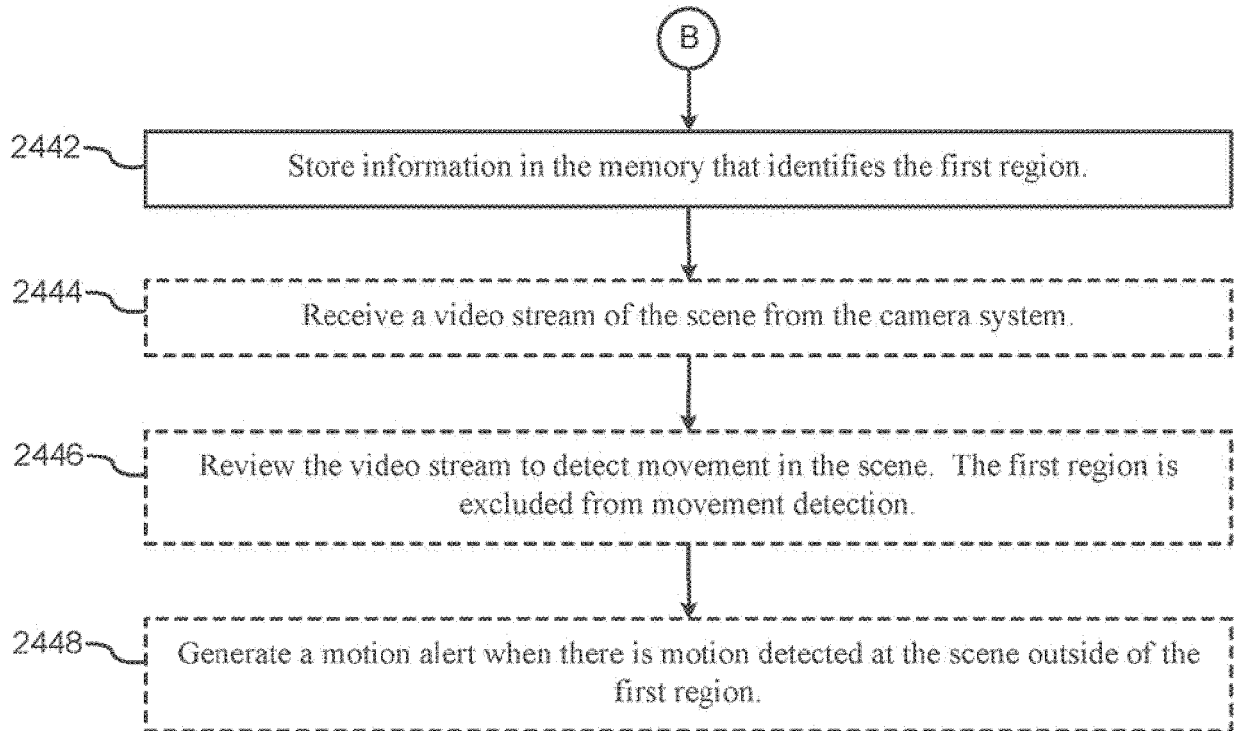 B
2442
Store information in the memory that identifies the first region.
2444
Receive a video stream of the scene from the camera system.
2446
Review the video stream to detect movement in the scene. The first region is
excluded from movement detection.
2448
Generate a motion alert when there is motion detected at the scene outside of the
first region.